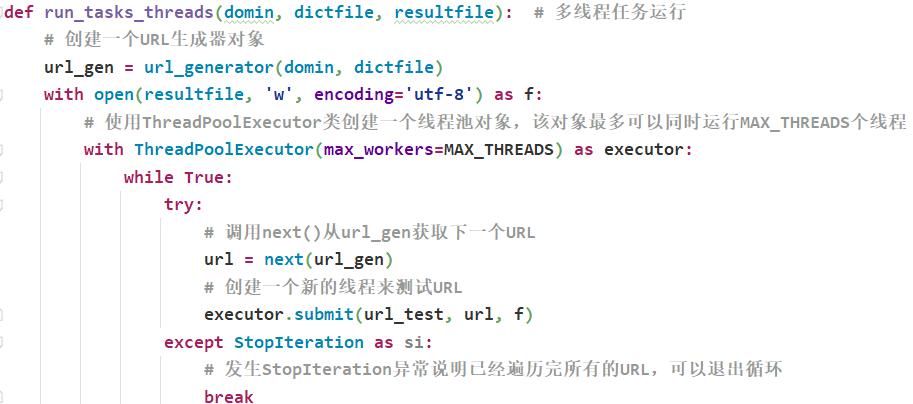 def run_tasks_threads(domin, dictfile, resultfile):  # 多线程任务运行
    # 创建一个URL生成器对象
    url_gen = url_generator(domin, dictfile)
    with open(resultfile, 'w', encoding='utf-8') as f:
        # 使用ThreadPoolExecutor类创建一个线程池对象，该对象最多可以同时运行MAX_THREADS个线程
        with ThreadPoolExecutor(max_workers=MAX_THREADS) as executor:
            while True:
                try:
                    # 调用next()从url_gen获取下一个URL
                    url = next(url_gen)
                    # 创建一个新的线程来测试URL
                    executor.submit(url_test, url, f)
                except StopIteration as si:
                    # 发生StopIteration异常说明已经遍历完所有的URL，可以退出循环
                    break